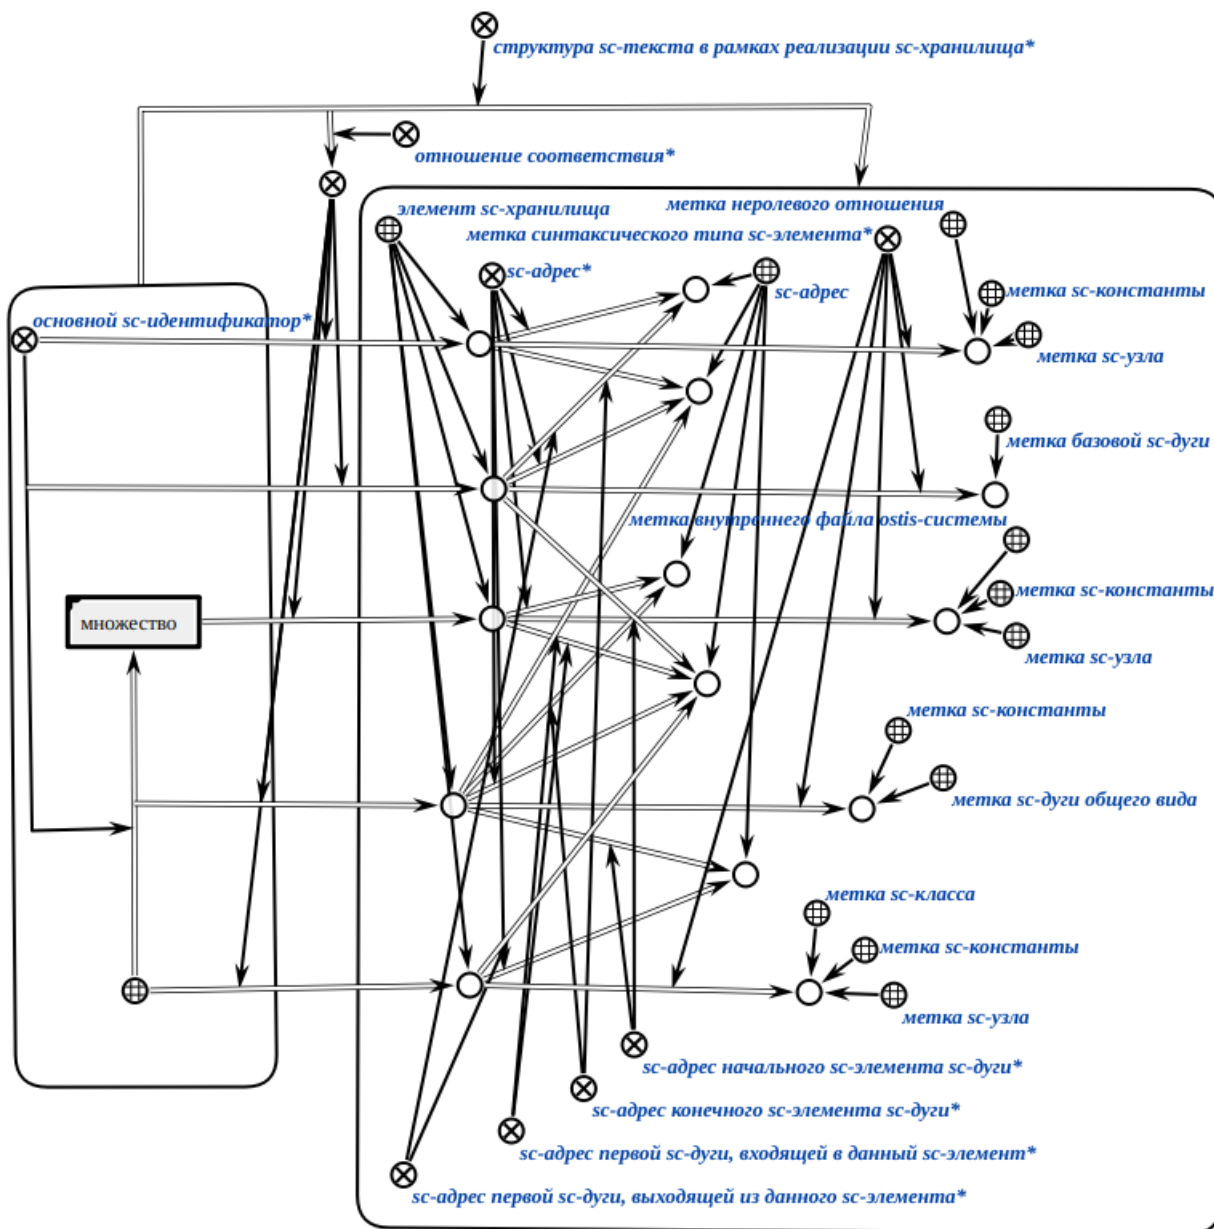 структура sc-текста в рамках реализации sc-хранилища*
отношение соответствия*
элемент sc-хранилища
метка неролевого отношения
метка синтаксического типа sc-элемента*
sc-адрес*
sc-адрес
метка sc-константы
основной sc-идентификатор*
метка sc-узла
метка базовой sc-дуги
метка внутреннего файла ostis-системы
метка sc-константы
множество
метка sc-узла
метка sc-константы
метка sc-дуги общего вида
метка sc-класса
метка sc-константы
метка sc-узла
sc-адрес начального sc-элемента sc-дуги*
sc-адрес конечного sc-элемента sc-дуги*
sc-адрес первой sc-дуги, входящей в данный sc-элемент*
sc-адрес первой sc-дуги, выходящей из данного sc-элемента*